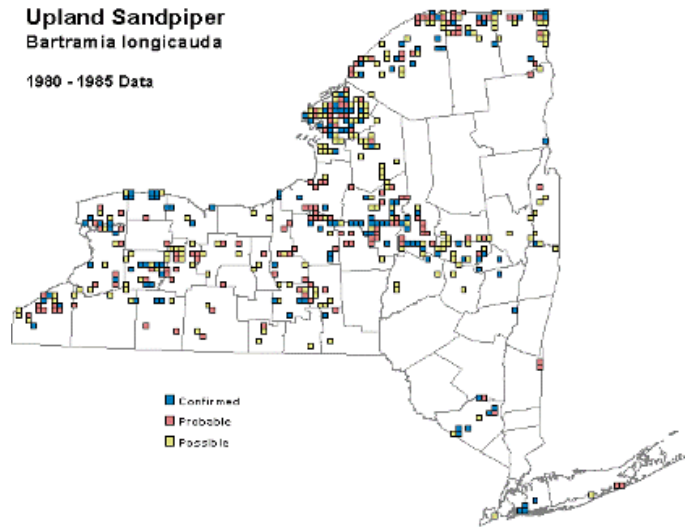 Upland Sandpiper
Bartramia longicauda
1980 - 1985 Data
Confirmed
Probable
Possible